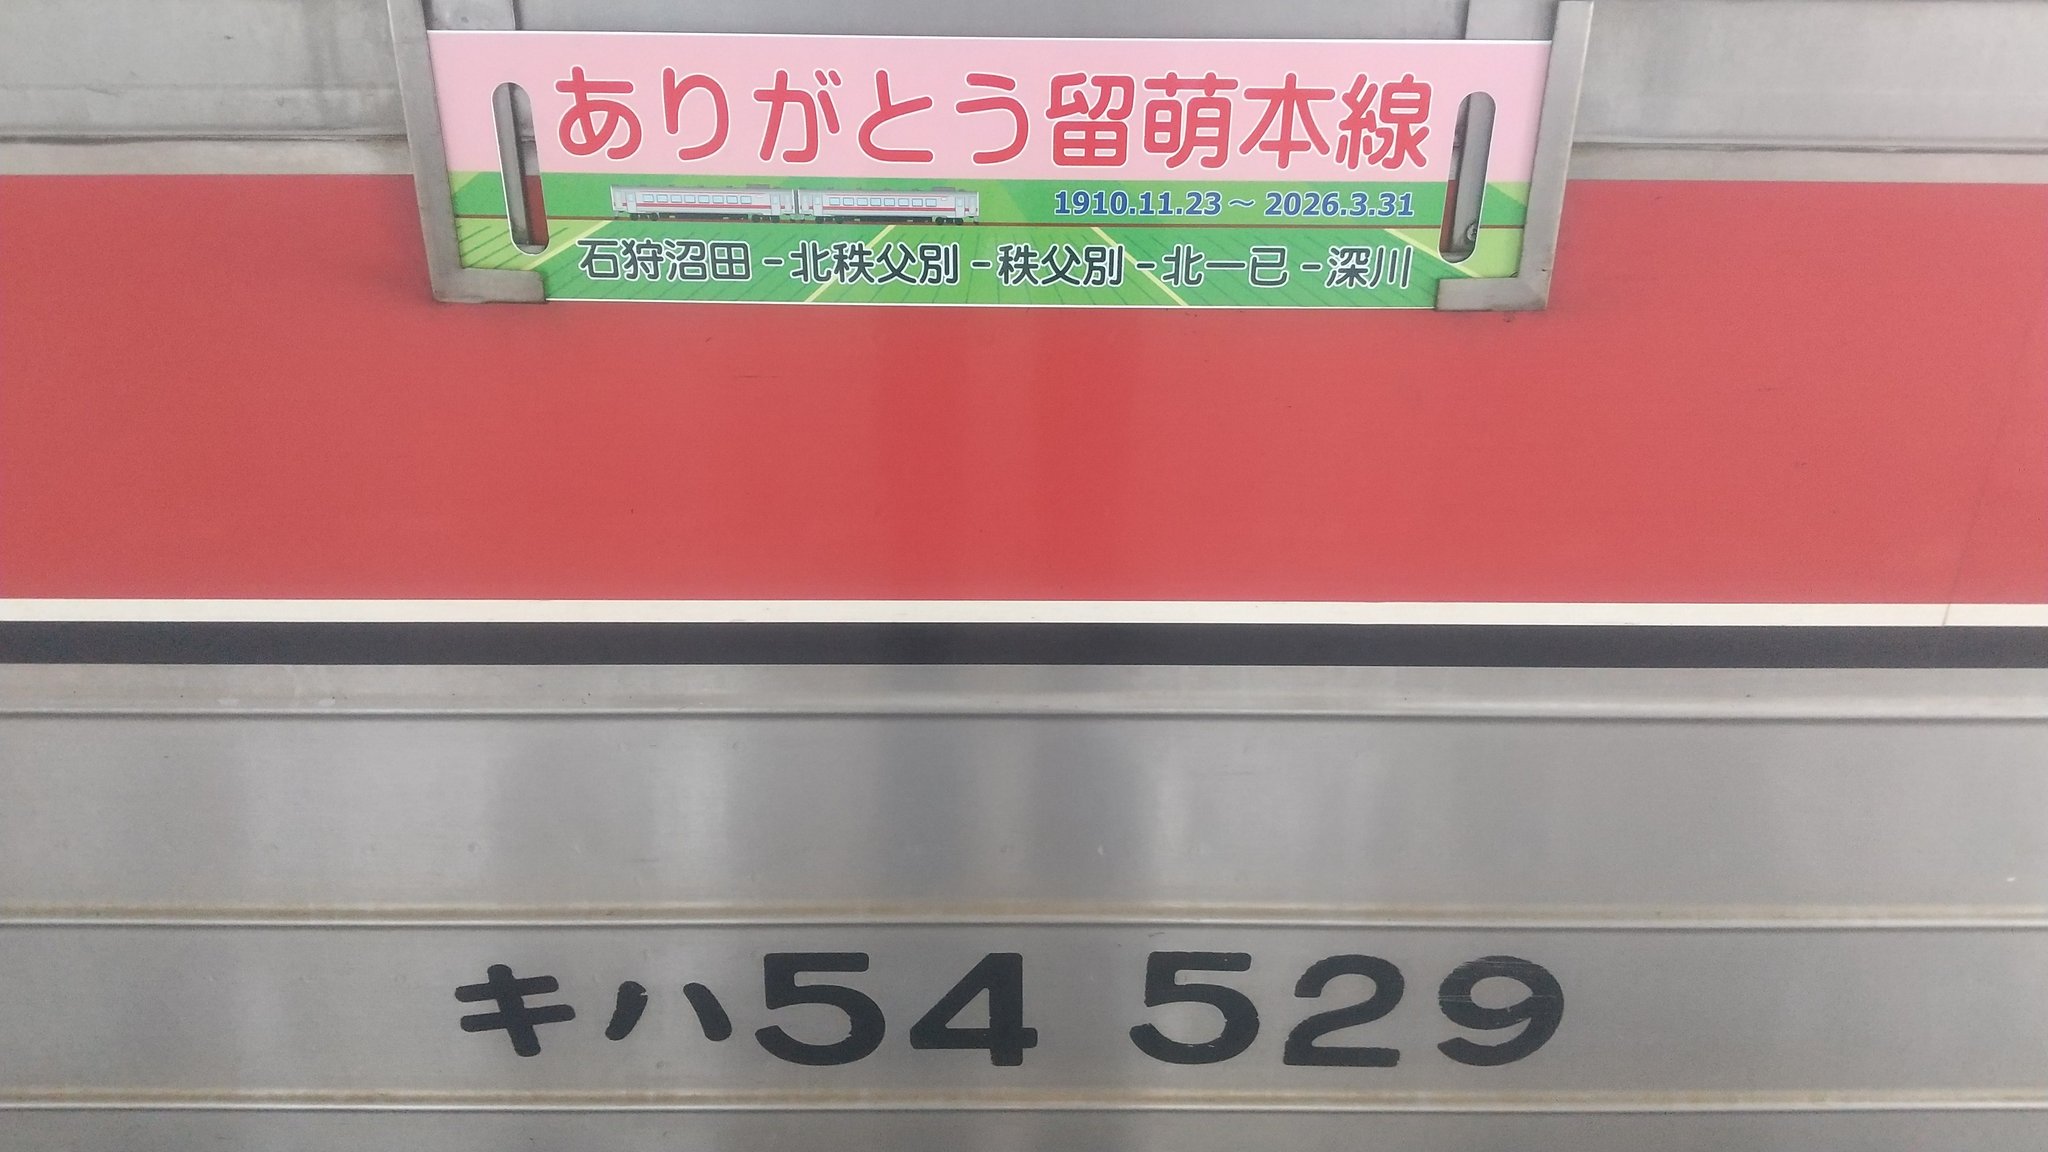 ありがとう留萌本線
1910.11.23～2026.3.31
石狩沼田-北秩父別-秩父別-北一已-深川
キハ54 529